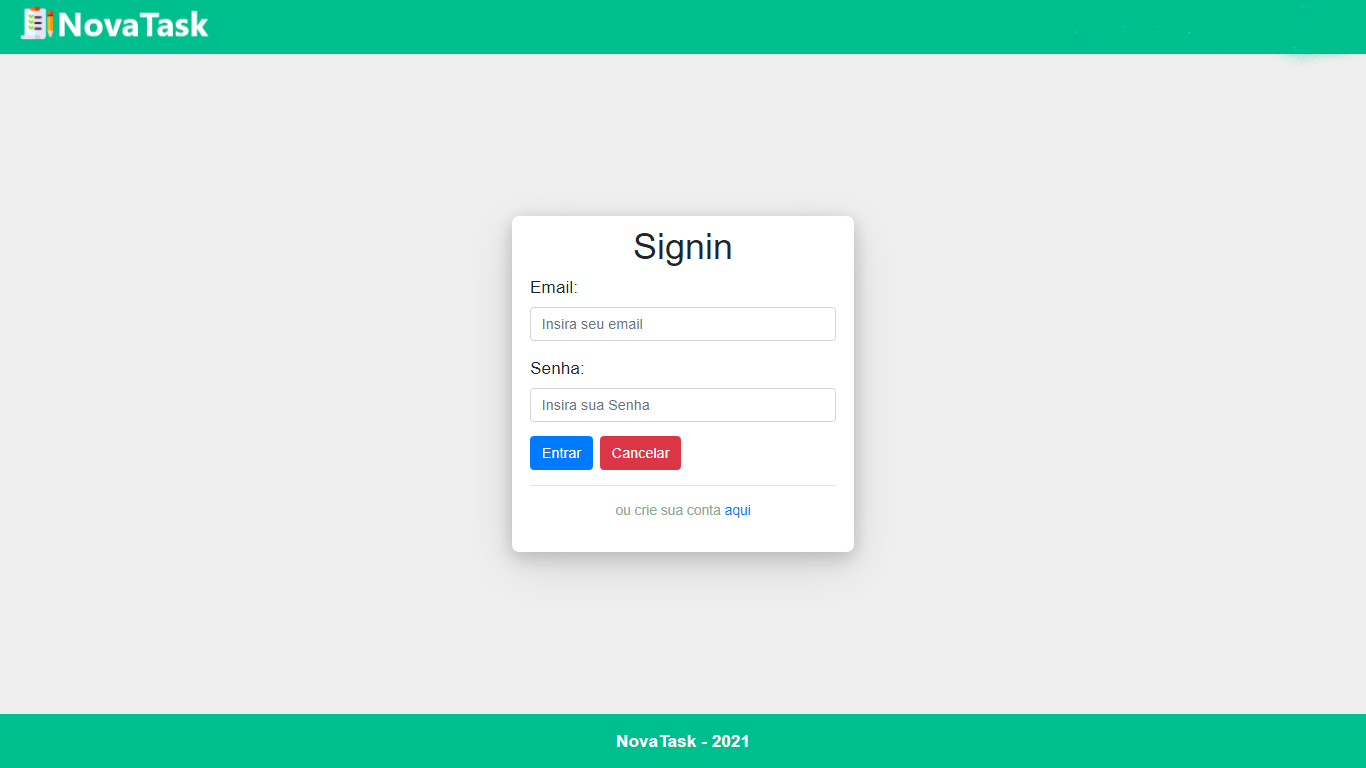 NovaTask
Signin
Email:
Insira seu email
Senha:
Insira sua Senha
Entrar Cancelar
ou crie sua conta aqui
NovaTask - 2021